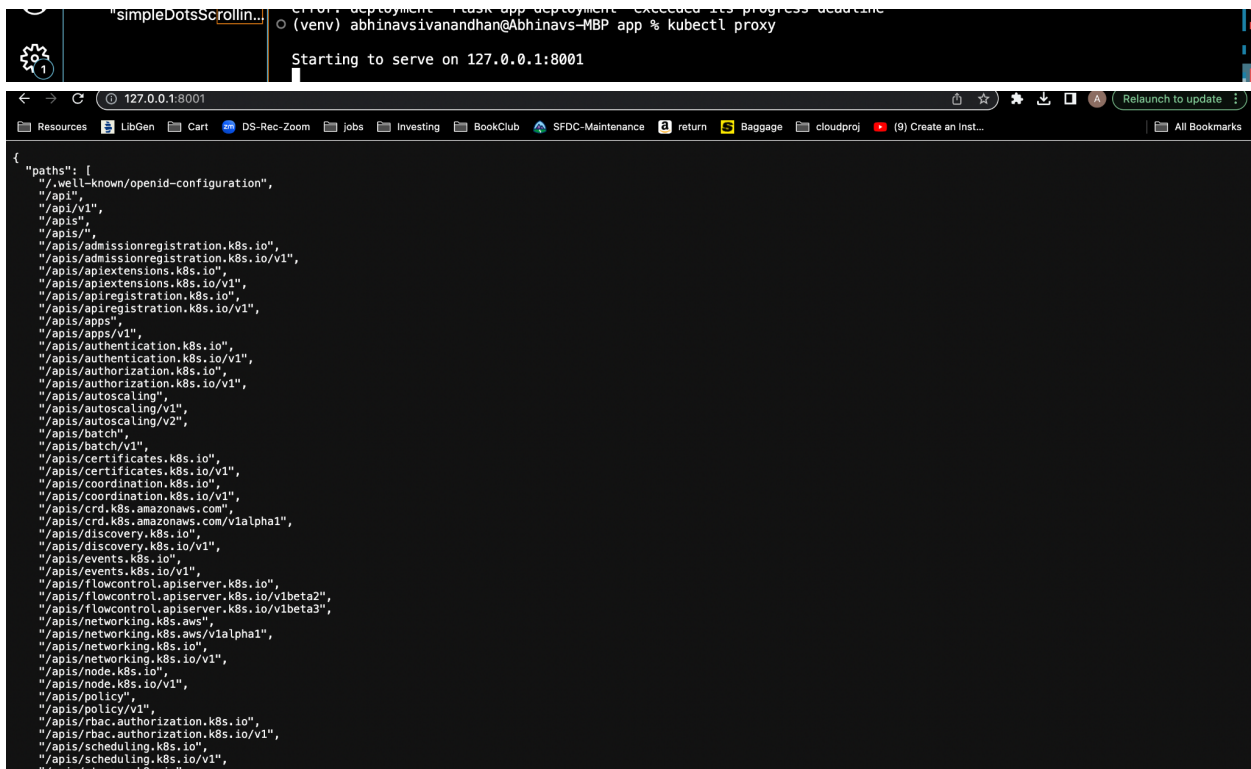 "simpleDotsScrollin...
error: deployment "flask-app-deployment" exceeded its progress deadline
(venv) abhinavsivanandhan@Abhinavs-MBP app % kubectl proxy
Starting to serve on 127.0.0.1:8001
1
127.0.0.1:8001
A
Relaunch to update
Resources LibGen Cart zm DS-Rec-Zoom jobs Investing BookClub SFDC-Maintenance a return S Baggage cloudproj (9) Create an Inst... All Bookmarks
{
"paths": [
"/.well-known/openid-configuration",
"/api",
"/api/v1",
"/apis",
"/apis/",
"/apis/admissionregistration.k8s.io",
"/apis/admissionregistration.k8s.io/v1",
"/apis/apiextensions.k8s.io",
"/apis/apiextensions.k8s.io/v1",
"/apis/apiregistration.k8s.io",
"/apis/apiregistration.k8s.io/v1",
"/apis/apps",
"/apis/apps/v1",
"/apis/authentication.k8s.io",
"/apis/authentication.k8s.io/v1",
"/apis/authorization.k8s.io",
"/apis/authorization.k8s.io/v1",
"/apis/autoscaling",
"/apis/autoscaling/v1",
"/apis/autoscaling/v2",
"/apis/batch",
"/apis/batch/v1",
"/apis/certificates.k8s.io",
"/apis/certificates.k8s.io/v1",
"/apis/coordination.k8s.io",
"/apis/coordination.k8s.io/v1",
"/apis/crd.k8s.amazonaws.com",
"/apis/crd.k8s.amazonaws.com/v1alpha1",
"/apis/discovery.k8s.io",
"/apis/discovery.k8s.io/v1",
"/apis/events.k8s.io",
"/apis/events.k8s.io/v1",
"/apis/flowcontrol.apiserver.k8s.io",
"/apis/flowcontrol.apiserver.k8s.io/v1beta2",
"/apis/flowcontrol.apiserver.k8s.io/v1beta3",
"/apis/networking.k8s.aws",
"/apis/networking.k8s.aws/v1alpha1",
"/apis/networking.k8s.io",
"/apis/networking.k8s.io/v1",
"/apis/node.k8s.io",
"/apis/node.k8s.io/v1",
"/apis/policy",
"/apis/policy/v1",
"/apis/rbac.authorization.k8s.io",
"/apis/rbac.authorization.k8s.io/v1",
"/apis/scheduling.k8s.io",
"/apis/scheduling.k8s.io/v1",